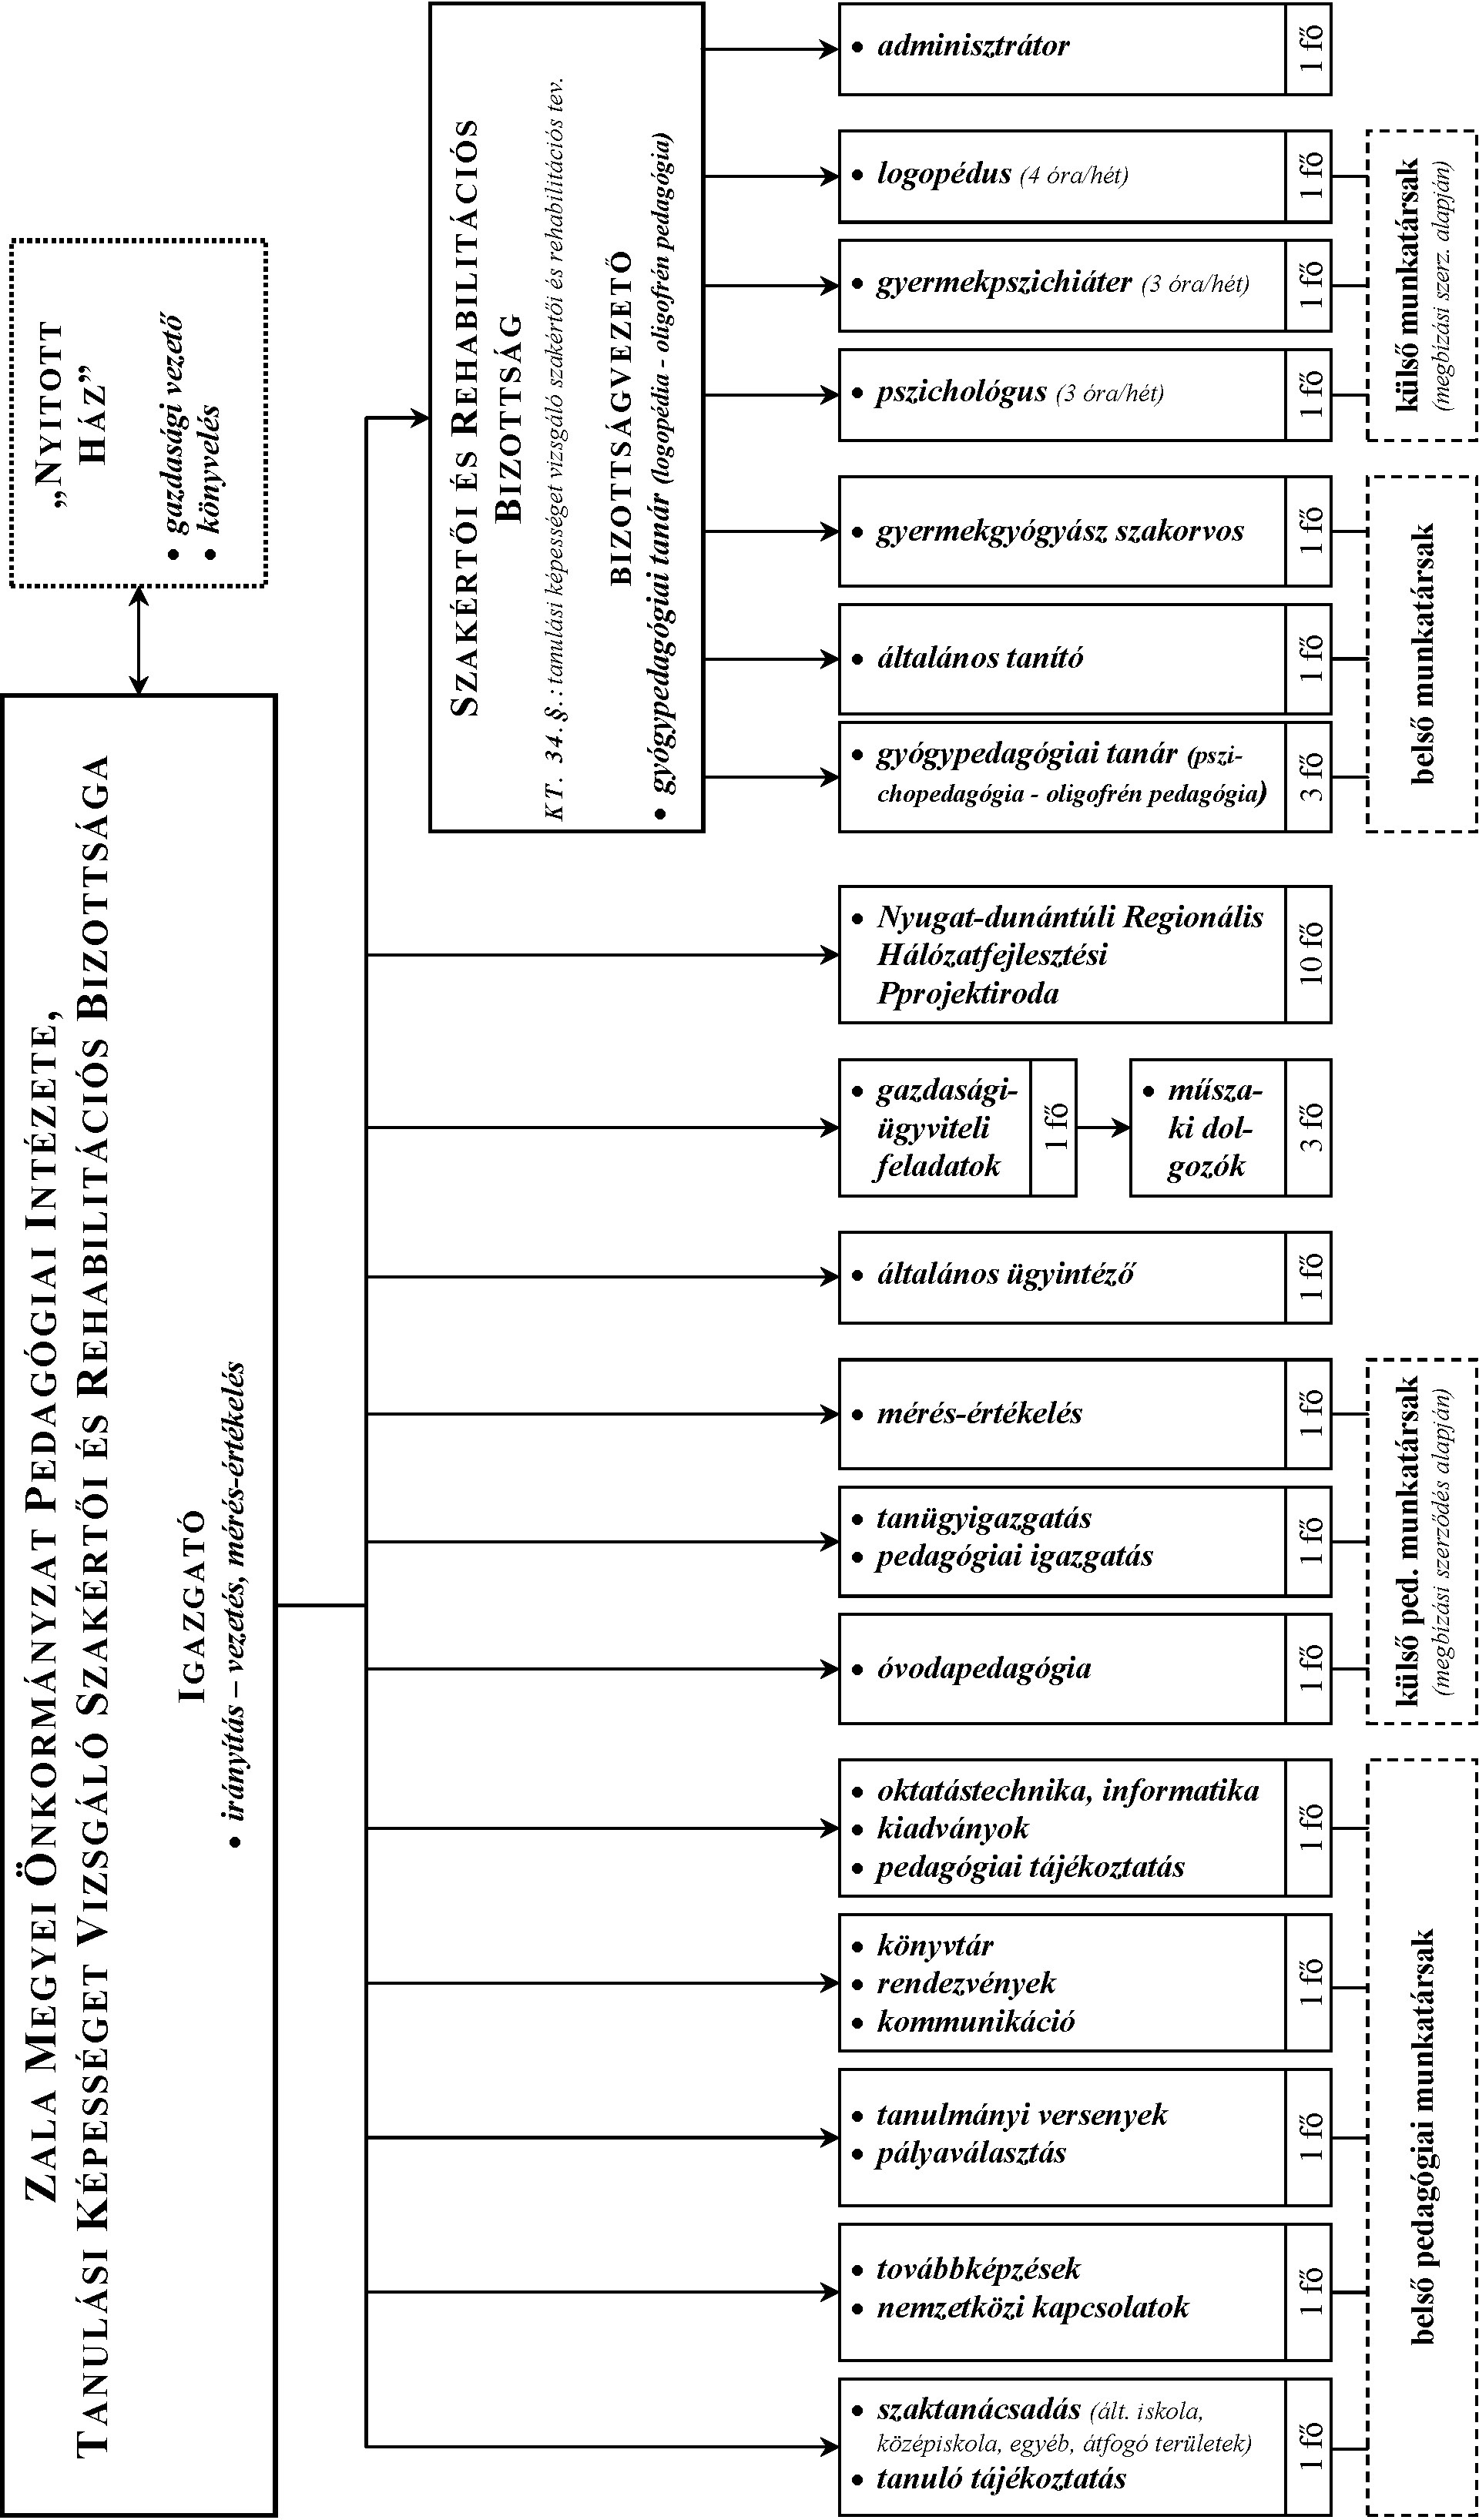 ZALA MEGYEI ÖNKORMÁNYZAT PEDAGÓGIAI INTÉZETE,
TANULÁSI KÉPESSÉGET VIZSGÁLÓ SZAKÉRTŐI ÉS REHABILITÁCIÓS BIZOTTSÁGA
IGAZGATÓ
• irányítás – vezetés, mérés-értékelés
„NYITOTT
HÁZ”
• gazdasági vezető
• könyvelés
SZAKÉRTŐI ÉS REHABILITÁCIÓS
BIZOTTSÁG
KT. 34.§.: tanulási képességet vizsgáló szakértői és rehabilitációs tev.
BIZOTTSÁGVEZETŐ
• gyógypedagógiai tanár (logopédia - oligofrén pedagógia)
• adminisztrátor
1 fő
• logopédus (4 óra/hét)
1 fő
• gyermekpszichiáter (3 óra/hét)
1 fő
• pszichológus (3 óra/hét)
1 fő
külső munkatársak
(megbízási szerz. alapján)
• gyermekgyógyász szakorvos
1 fő
• általános tanító
1 fő
• gyógypedagógiai tanár (pszi-
chopedagógia - oligofrén pedagógia)
3 fő
belső munkatársak
• Nyugat-dunántúli Regionális
Hálózatfejlesztési
Pprojektiroda
10 fő
• gazdasági-
ügyviteli
feladatok
1 fő
• műsza-
ki dol-
gozók
3 fő
• általános ügyintéző
1 fő
• mérés-értékelés
1 fő
• tanügyigazgatás
• pedagógiai igazgatás
1 fő
• óvodapedagógia
1 fő
külső ped. munkatársak
(megbízási szerződés alapján)
• oktatástechnika, informatika
• kiadványok
• pedagógiai tájékoztatás
1 fő
• könyvtár
• rendezvények
• kommunikáció
1 fő
• tanulmányi versenyek
• pályaválasztás
1 fő
• továbbképzések
• nemzetközi kapcsolatok
1 fő
• szaktanácsadás (ált. iskola,
középiskola, egyéb, átfogó területek)
• tanuló tájékoztatás
1 fő
belső pedagógiai munkatársak